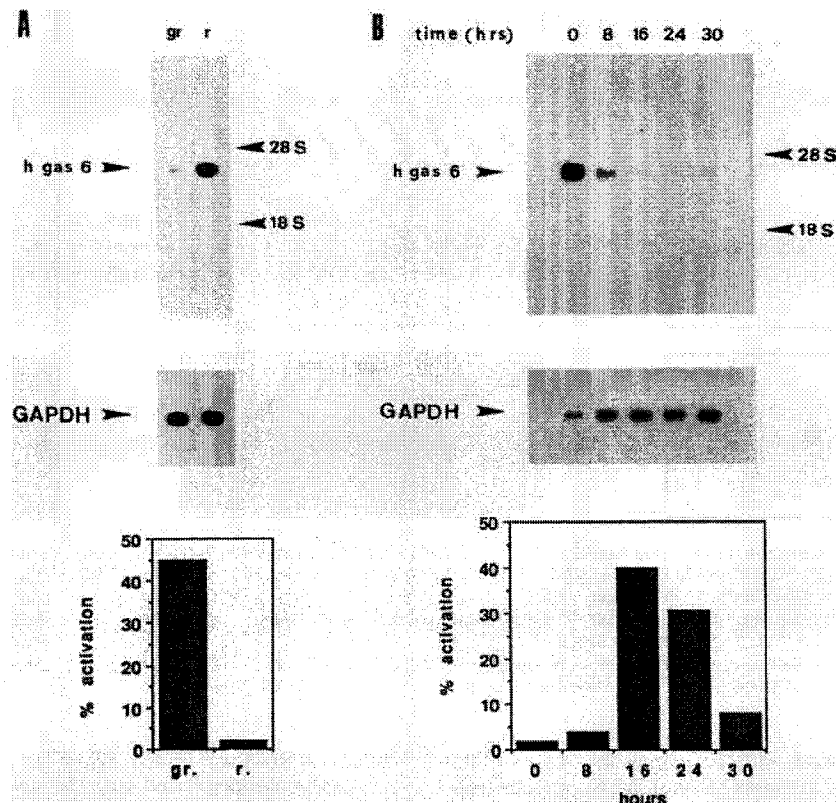 A
gr r
28 S
h gas 6
18 S
GAPDH
50
40
30
20
10
0
% activation
gr. r.
B time (hrs) 0 8 16 24 30
28 S
h gas 6
18 S
GAPDH
50
40
30
20
10
0
% activation
0 8 16 24 30
hours